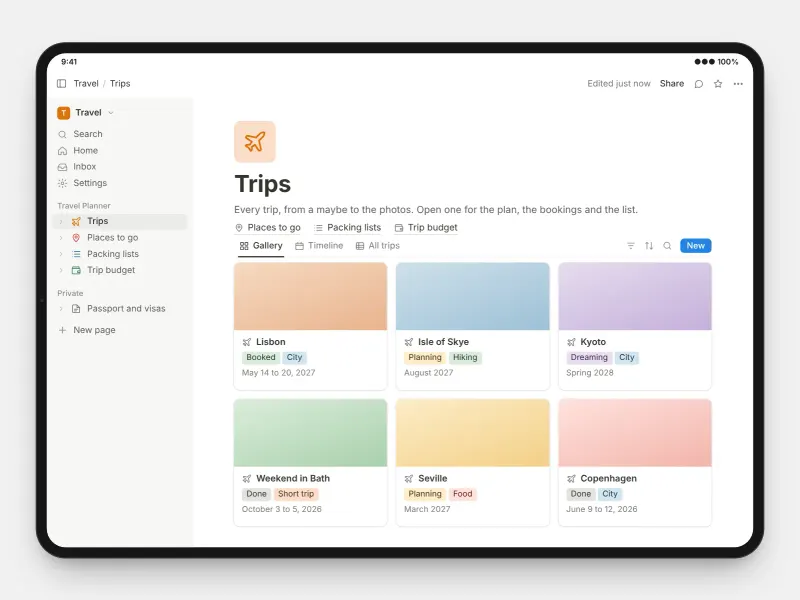 9:41
100%
Travel / Trips
Edited just now Share
T Travel
Search
Home
Inbox
Settings
Travel Planner
Trips
Places to go
Packing lists
Trip budget
Private
Passport and visas
New page
Trips
Every trip, from a maybe to the photos. Open one for the plan, the bookings and the list.
Places to go Packing lists Trip budget
Gallery Timeline All trips New
Lisbon
Booked City
May 14 to 20, 2027
Isle of Skye
Planning Hiking
August 2027
Kyoto
Dreaming City
Spring 2028
Weekend in Bath
Done Short trip
October 3 to 5, 2026
Seville
Planning Food
March 2027
Copenhagen
Done City
June 9 to 12, 2026